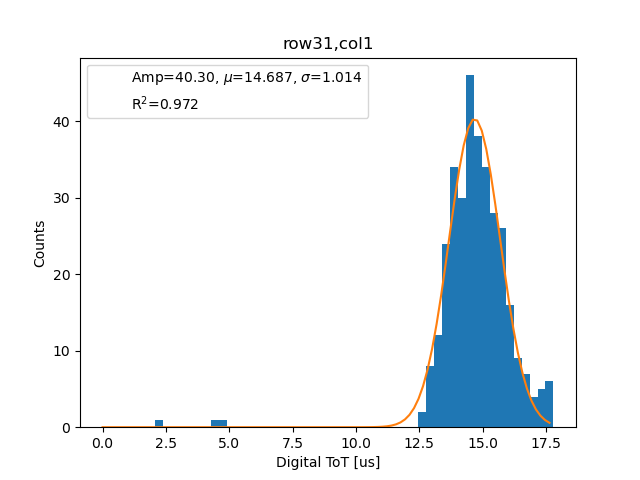 row31,col1
Amp=40.30, μ=14.687, σ=1.014
R²=0.972
Counts
40
30
20
10
0
0.0 2.5 5.0 7.5 10.0 12.5 15.0 17.5
Digital ToT [us]